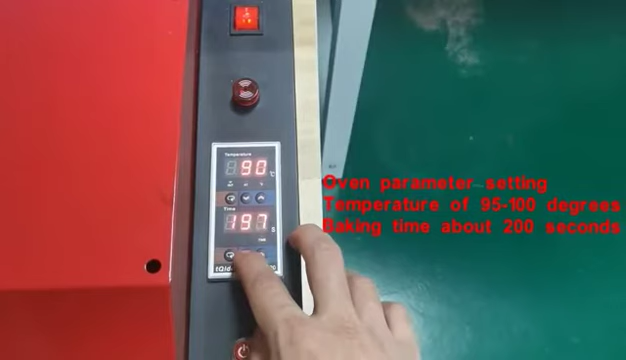 Temperature
90
°C
Time
197
S
Oven parameter setting
Temperature of 95-100 degrees
Baking time about 200 seconds